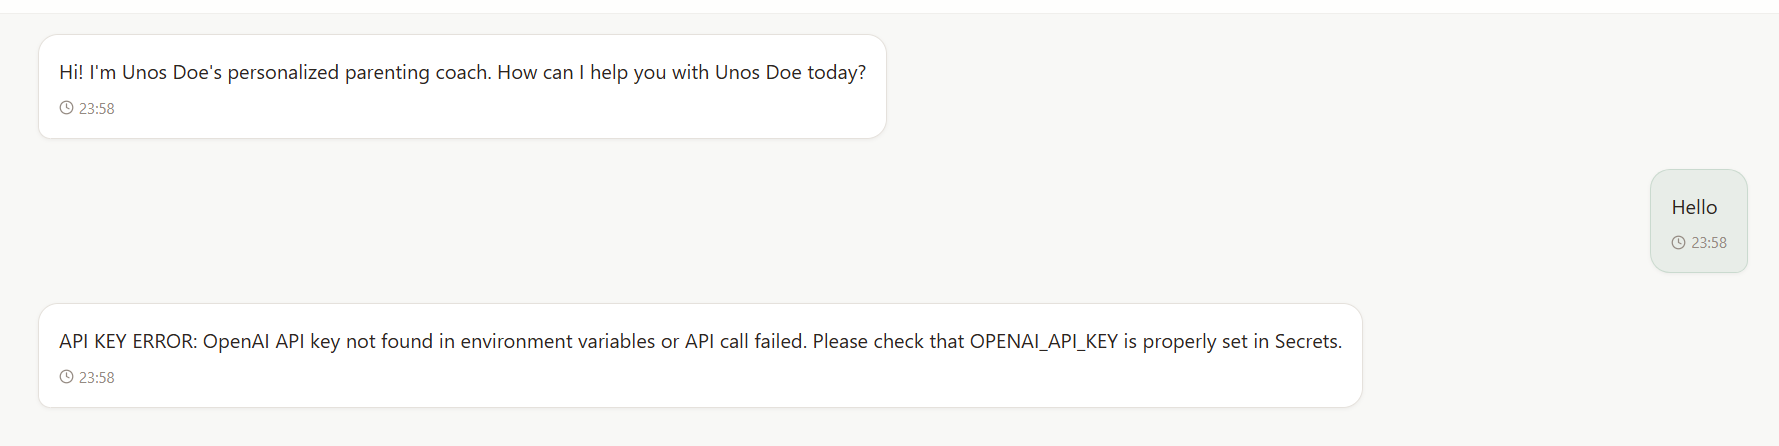 Hi! I'm Unos Doe's personalized parenting coach. How can I help you with Unos Doe today?
23:58
Hello
23:58
API KEY ERROR: OpenAI API key not found in environment variables or API call failed. Please check that OPENAI_API_KEY is properly set in Secrets.
23:58